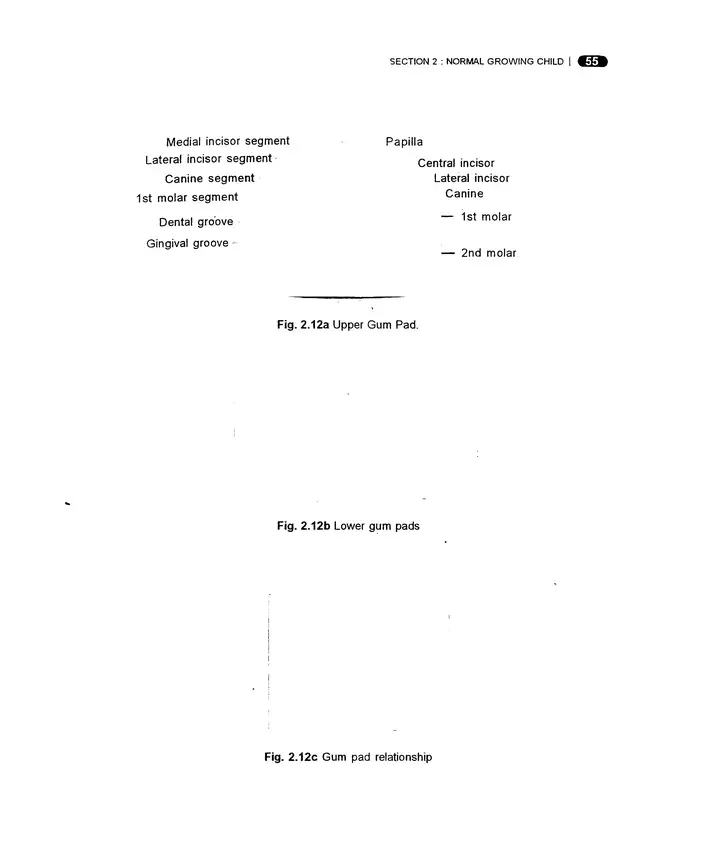 SECTION 2 : NORMAL GROWING CHILD | 55
Medial incisor segment
Lateral incisor segment
Canine segment
1st molar segment
Dental groove
Gingival groove
Papilla
Central incisor
Lateral incisor
Canine
— 1st molar
— 2nd molar
Fig. 2.12a Upper Gum Pad.
Fig. 2.12b Lower gum pads
Fig. 2.12c Gum pad relationship